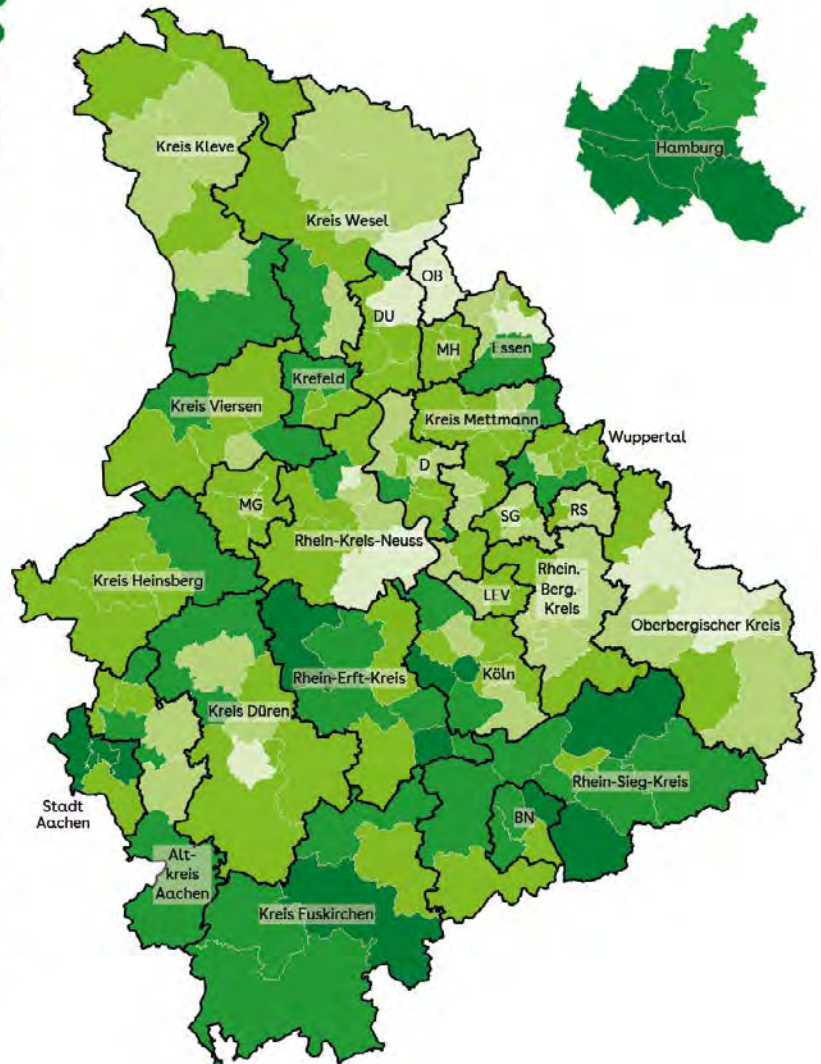 Kreis Kleve
Hamburg
Kreis Wesel
OB
DU
MH
Essen
Krefeld
Kreis Viersen
Kreis Mettmann
Wuppertal
D
MG
SG
RS
Rhein-Kreis-Neuss
Kreis Heinsberg
LEV
Rhein.
Berg.
Kreis
Oberbergischer Kreis
Rhein-Erft-Kreis
Köln
Kreis Düren
Rhein-Sieg-Kreis
Stadt
Aachen
BN
Alt-
kreis
Aachen
Kreis Fuskirchen